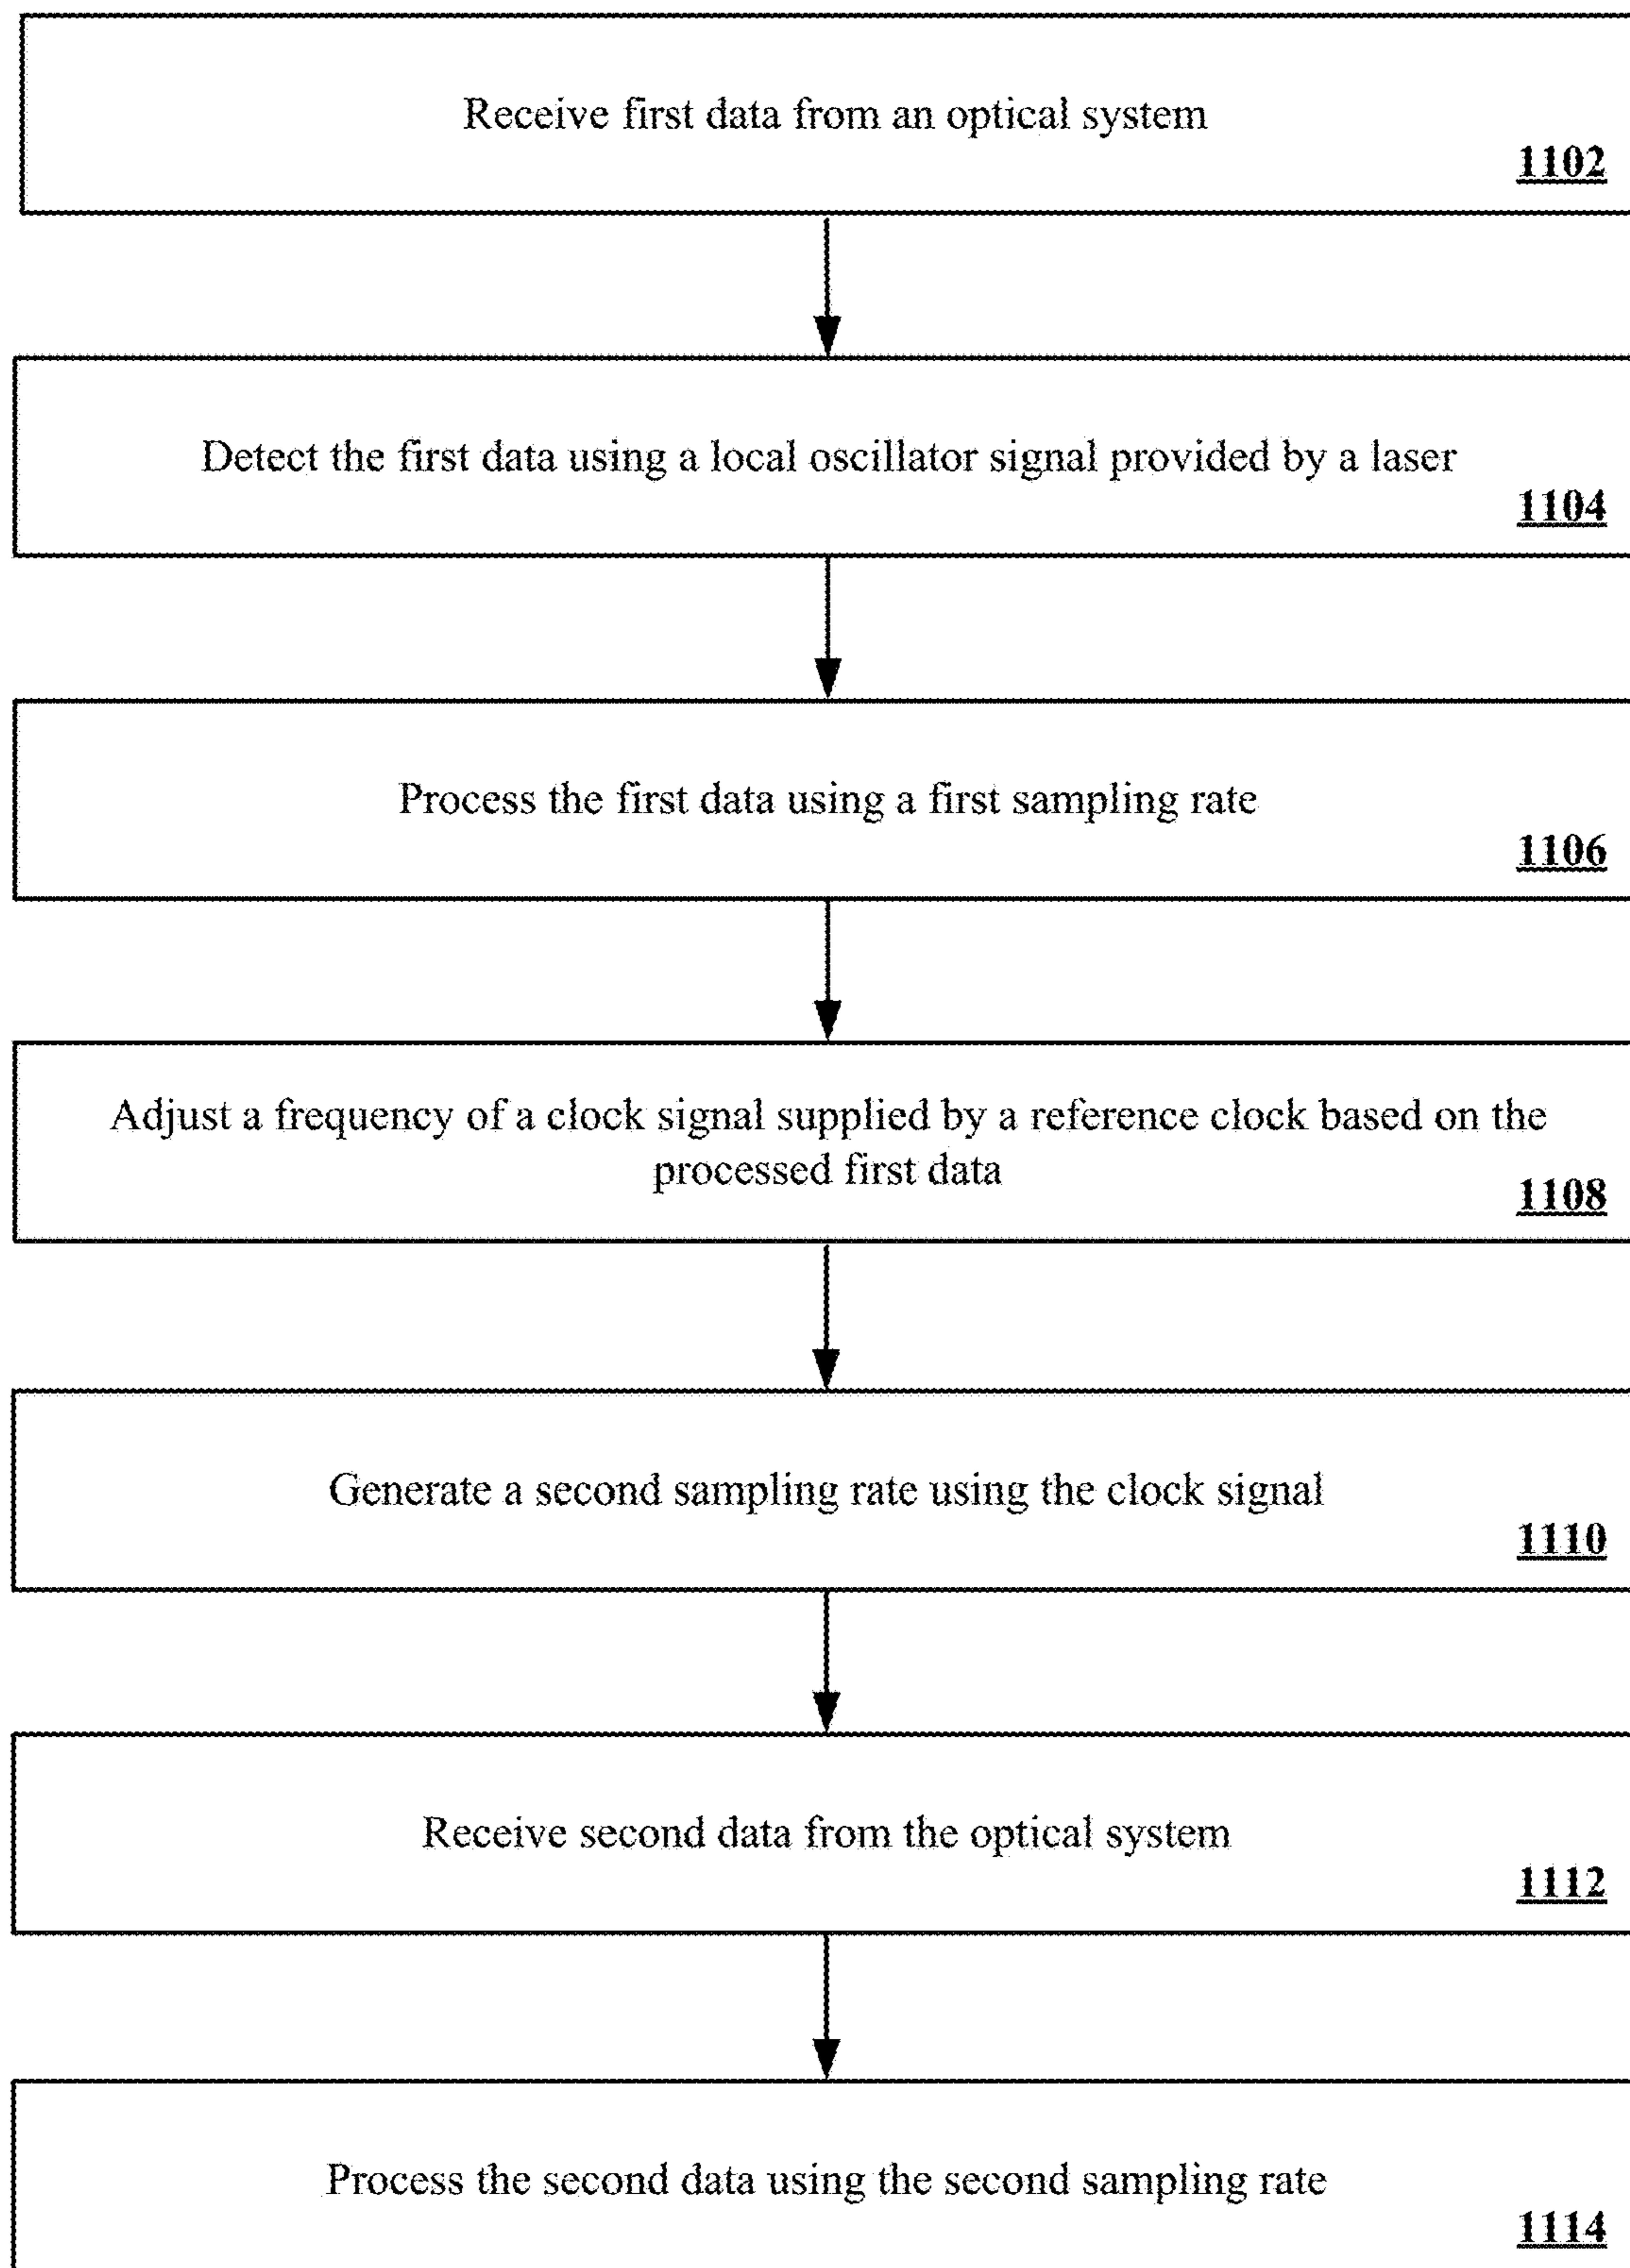 Receive first data from an optical system
1102
Detect the first data using a local oscillator signal provided by a laser
1104
Process the first data using a first sampling rate
1106
Adjust a frequency of a clock signal supplied by a reference clock based on the
processed first data
1108
Generate a second sampling rate using the clock signal
1110
Receive second data from the optical system
1112
Process the second data using the second sampling rate
1114